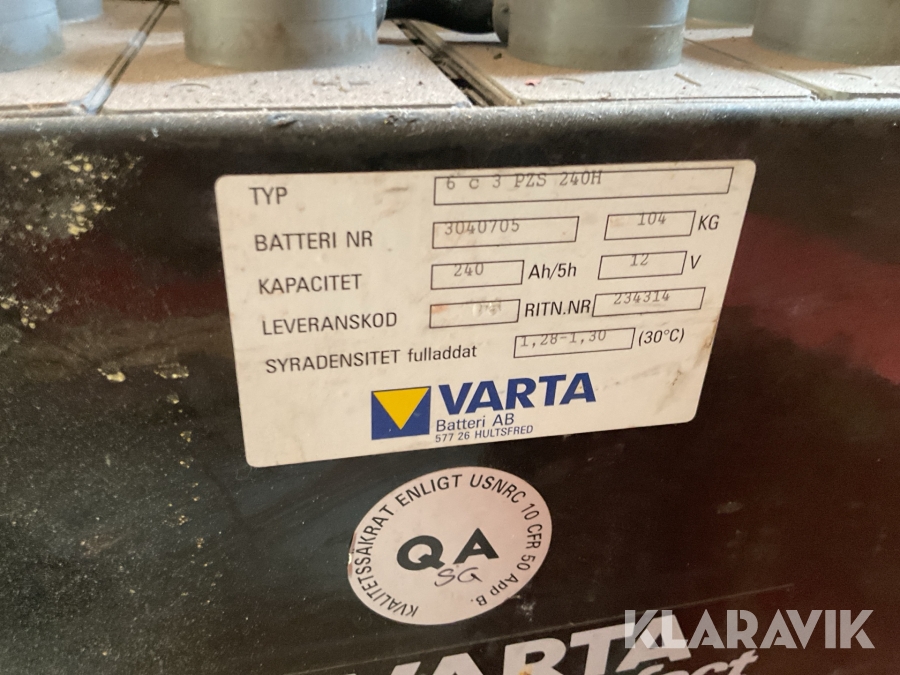 TYP 6 c 3 PZS 240H
BATTERI NR 3040705 104 KG
KAPACITET 240 Ah/5h 12 V
LEVERANSKOD RITN.NR 234314
SYRADENSITET fulladdat 1,28-1,30 (30°C)
VARTA
Batteri AB
577 26 HULTSFRED
KVALITETSSÄKRAT ENLIGT USNRC 10 CFR 50 App B.
QA
SG
VARTA
KLARAVIK